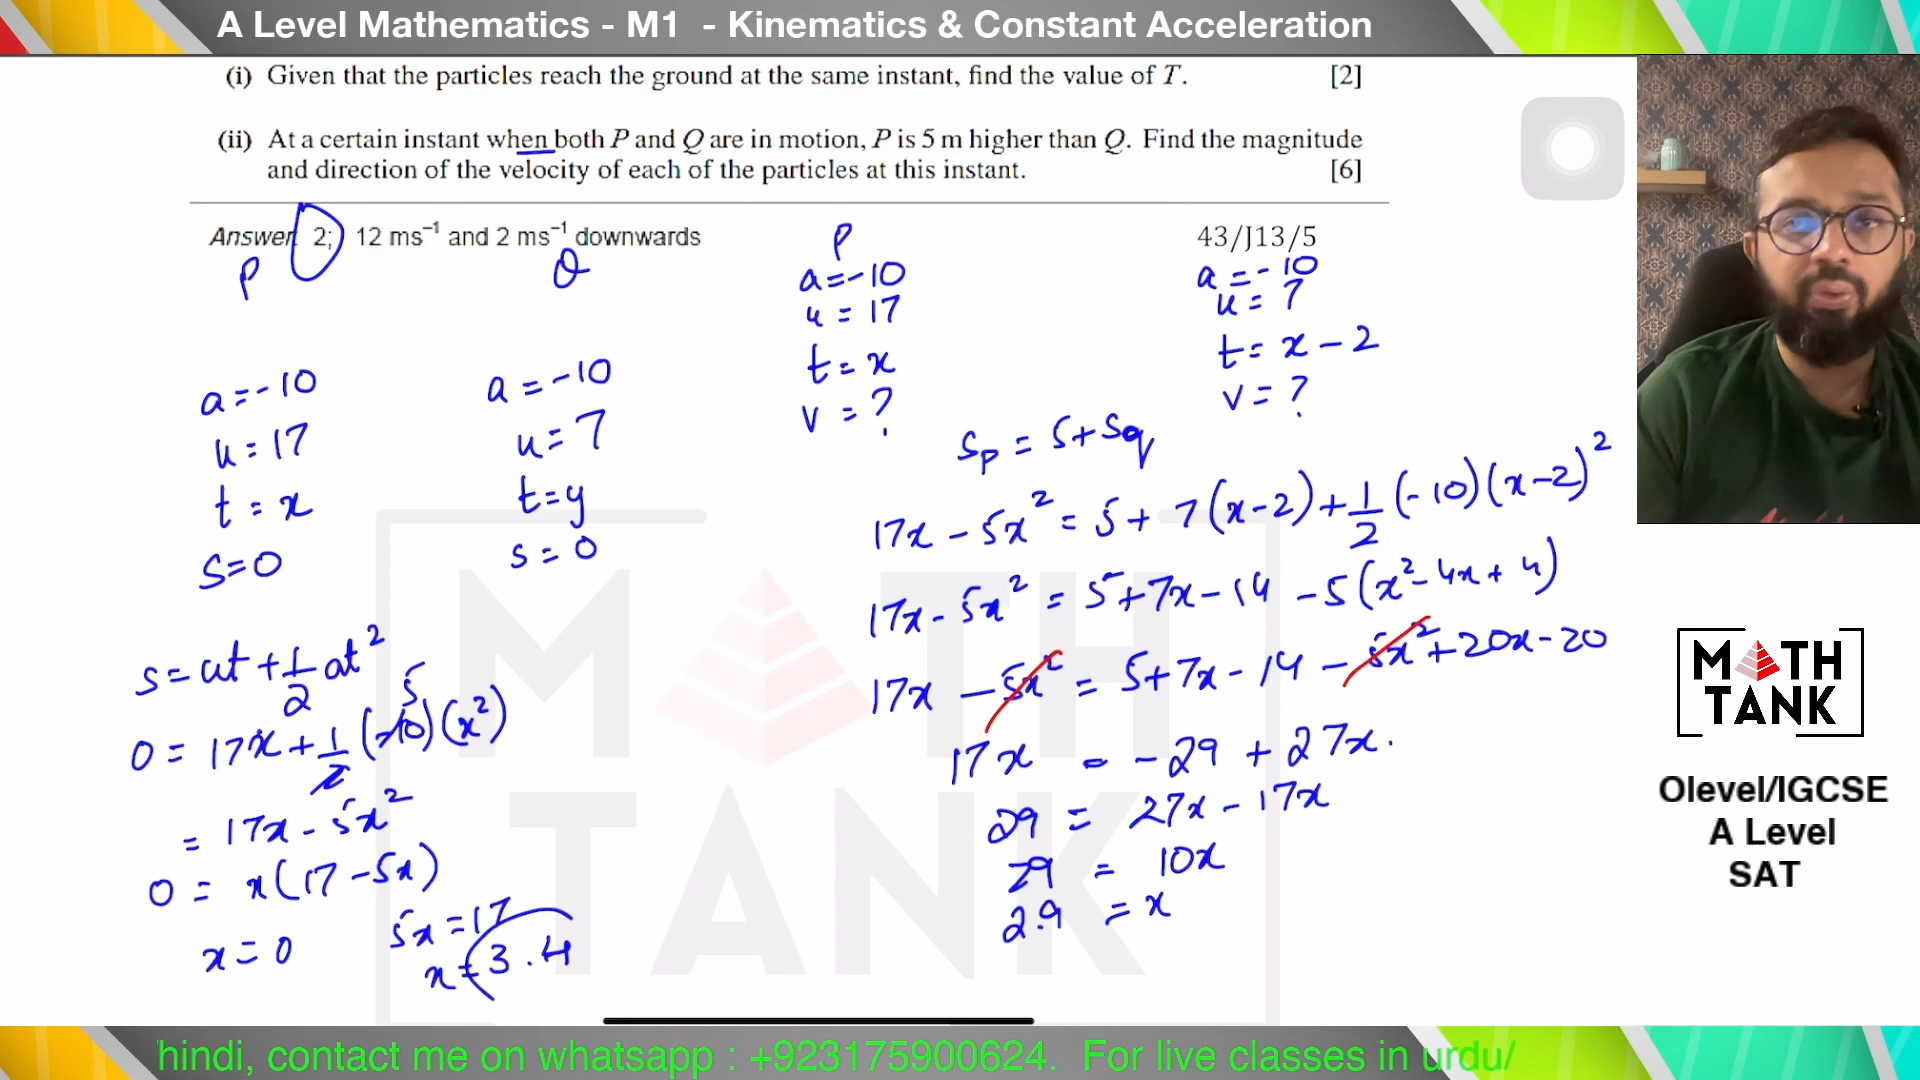 A Level Mathematics - M1 - Kinematics & Constant Acceleration
(i) Given that the particles reach the ground at the same instant, find the value of T. [2]
(ii) At a certain instant when both P and Q are in motion, P is 5 m higher than Q. Find the magnitude
and direction of the velocity of each of the particles at this instant. [6]
Answer 2; 12 ms⁻¹ and 2 ms⁻¹ downwards
43/J13/5
P
a = -10
u = 17
t = x
S = 0
s = ut + 1/2 at²
5
0 = 17x + 1/2 (-10)(x²)
= 17x - 5x²
0 = x(17 - 5x)
x = 0
5x = 17
x = 3.4
Q
a = -10
u = 7
t = y
s = 0
P
a = -10
u = 17
t = x
v = ?
a = -10
u = 7
t = x - 2
v = ?
Sp = 5 + Sq
17x - 5x² = 5 + 7(x-2) + 1/2 (-10)(x-2)²
17x - 5x² = 5 + 7x - 14 - 5(x² - 4x + 4)
17x - 5x² = 5 + 7x - 14 - 5x² + 20x - 20
17x = -29 + 27x.
29 = 27x - 17x
29 = 10x
2.9 = x
MATH
TANK
MATH
TANK
Olevel/IGCSE
A Level
SAT
hindi, contact me on whatsapp : +923175900624. For live classes in urdu/